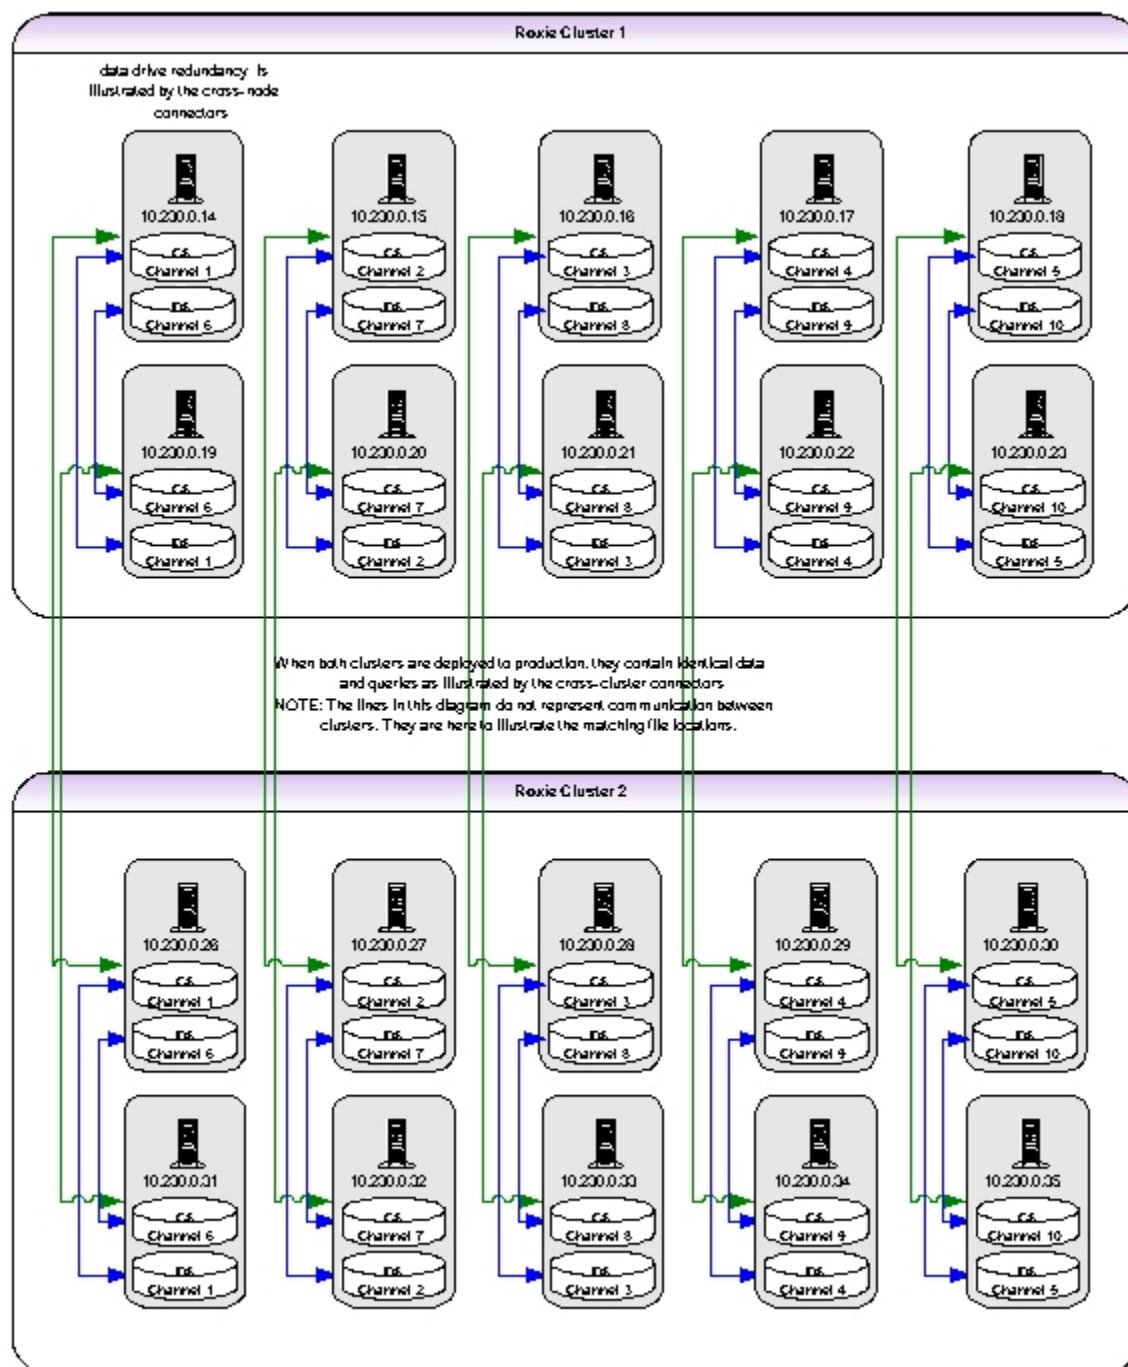 Roxie Cluster 1
data drive redundancy is
illustrated by the cross-node
connectors
10.230.0.14
C$
Channel 1
D$
Channel 6
10.230.0.15
C$
Channel 2
D$
Channel 7
10.230.0.16
C$
Channel 3
D$
Channel 8
10.230.0.17
C$
Channel 4
D$
Channel 9
10.230.0.18
C$
Channel 5
D$
Channel 10
10.230.0.19
C$
Channel 6
D$
Channel 1
10.230.0.20
C$
Channel 7
D$
Channel 2
10.230.0.21
C$
Channel 8
D$
Channel 3
10.230.0.22
C$
Channel 9
D$
Channel 4
10.230.0.23
C$
Channel 10
D$
Channel 5
When both clusters are deployed to production, they contain identical data
and queries as illustrated by the cross-cluster connectors
NOTE: The lines in this diagram do not represent communication between
clusters. They are here to illustrate the matching file locations.
Roxie Cluster 2
10.230.0.26
C$
Channel 1
D$
Channel 6
10.230.0.27
C$
Channel 2
D$
Channel 7
10.230.0.28
C$
Channel 3
D$
Channel 8
10.230.0.29
C$
Channel 4
D$
Channel 9
10.230.0.30
C$
Channel 5
D$
Channel 10
10.230.0.31
C$
Channel 6
D$
Channel 1
10.230.0.32
C$
Channel 7
D$
Channel 2
10.230.0.33
C$
Channel 8
D$
Channel 3
10.230.0.34
C$
Channel 9
D$
Channel 4
10.230.0.35
C$
Channel 10
D$
Channel 5